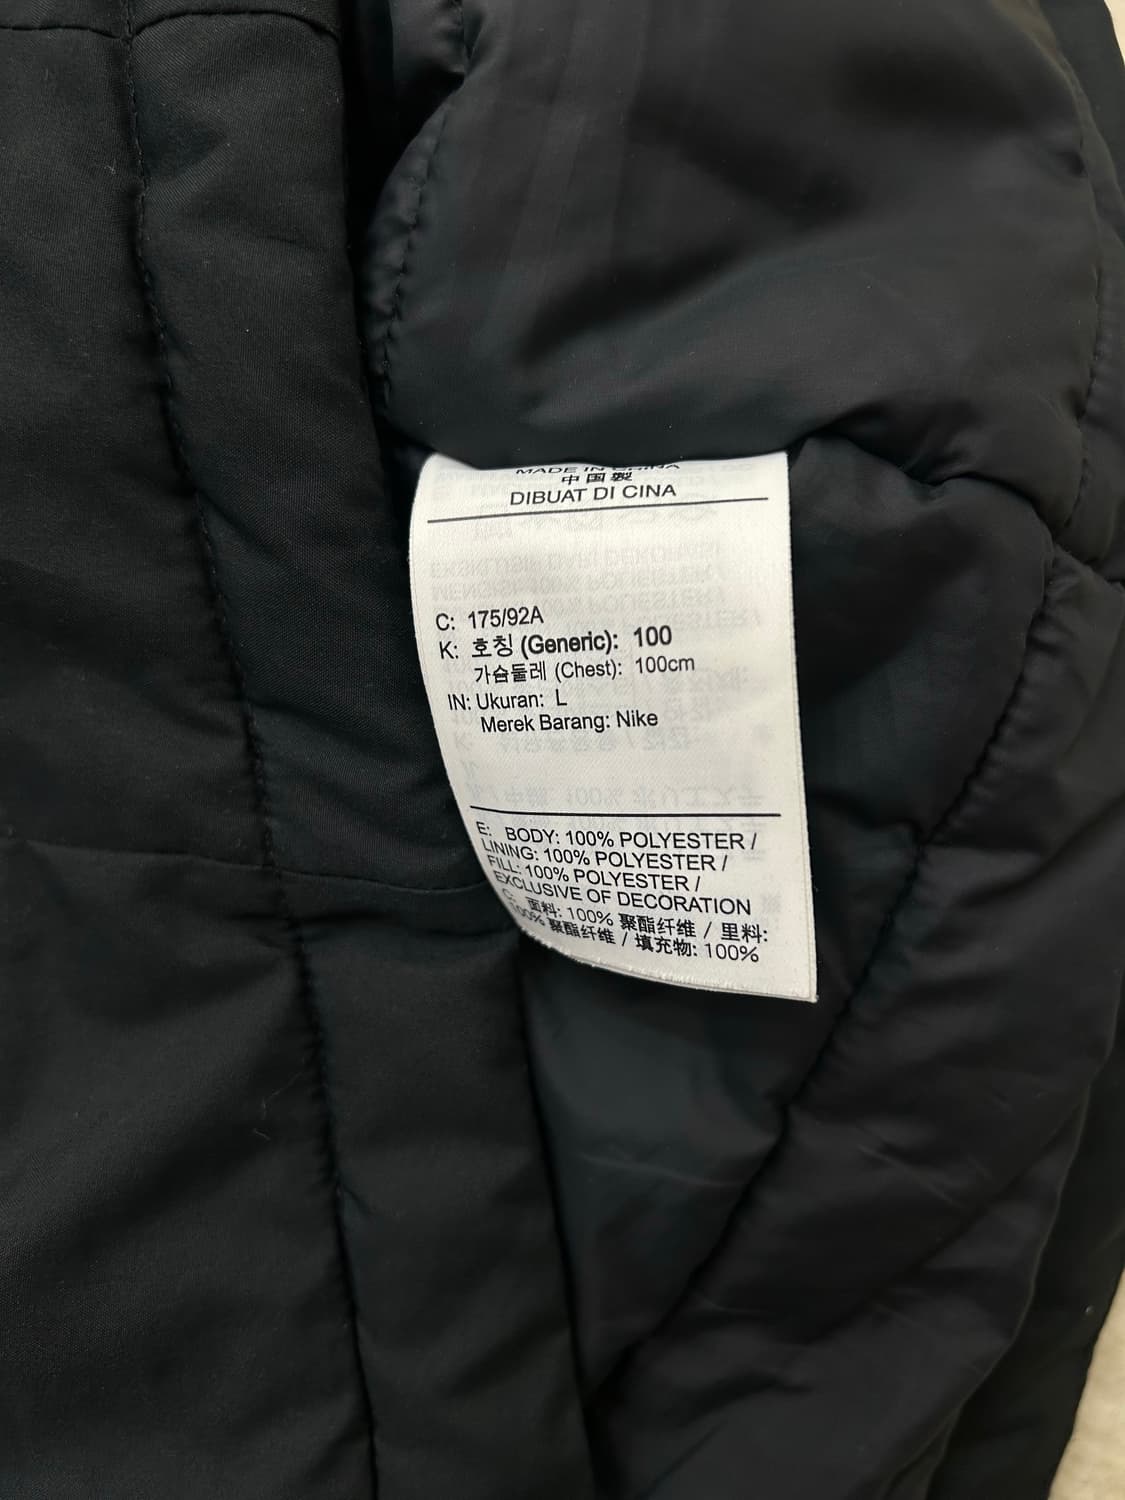 MADE IN CHINA
中国製
DIBUAT DI CINA
C: 175/92A
K: 호칭 (Generic): 100
가슴둘레 (Chest): 100cm
IN: Ukuran: L
Merek Barang: Nike
E: BODY: 100% POLYESTER /
LINING: 100% POLYESTER /
FILL: 100% POLYESTER /
EXCLUSIVE OF DECORATION
C: 面料: 100% 聚酯纤维 / 里料:
100% 聚酯纤维 / 填充物: 100%